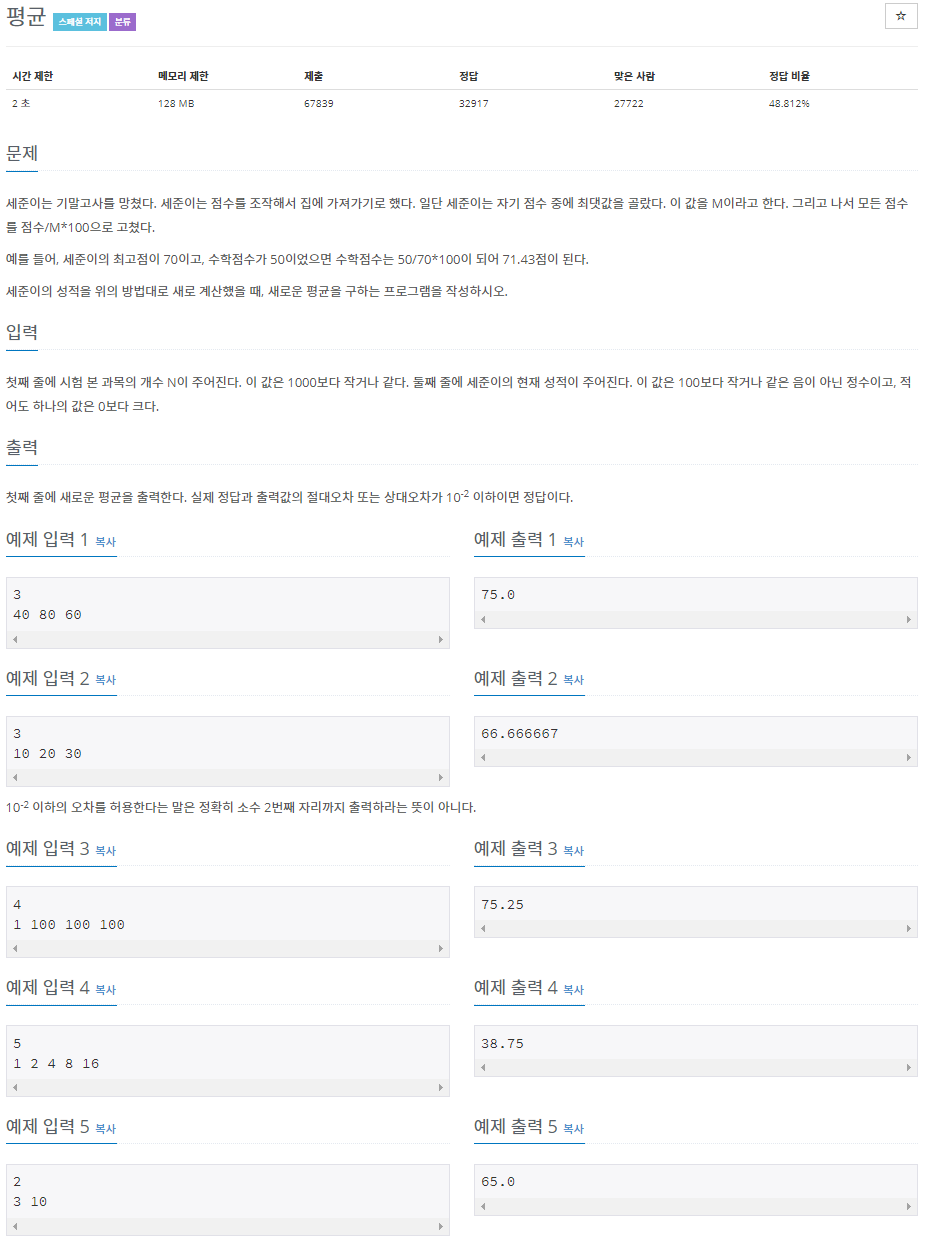 평균 스페셜 저지 분류
☆
시간 제한 메모리 제한 제출 정답 맞은 사람 정답 비율
2 초 128 MB 67839 32917 27722 48.812%
문제
세준이는 기말고사를 망쳤다. 세준이는 점수를 조작해서 집에 가져가기로 했다. 일단 세준이는 자기 점수 중에 최댓값을 골랐다. 이 값을 M이라고 한다. 그리고 나서 모든 점수
를 점수/M*100으로 고쳤다.
예를 들어, 세준이의 최고점이 70이고, 수학점수가 50이었으면 수학점수는 50/70*100이 되어 71.43점이 된다.
세준이의 성적을 위의 방법대로 새로 계산했을 때, 새로운 평균을 구하는 프로그램을 작성하시오.
입력
첫째 줄에 시험 본 과목의 개수 N이 주어진다. 이 값은 1000보다 작거나 같다. 둘째 줄에 세준이의 현재 성적이 주어진다. 이 값은 100보다 작거나 같은 음이 아닌 정수이고, 적
어도 하나의 값은 0보다 크다.
출력
첫째 줄에 새로운 평균을 출력한다. 실제 정답과 출력값의 절대오차 또는 상대오차가 10-2 이하이면 정답이다.
예제 입력 1 복사
3
40 80 60
예제 출력 1 복사
75.0
예제 입력 2 복사
3
10 20 30
예제 출력 2 복사
66.666667
10-2 이하의 오차를 허용한다는 말은 정확히 소수 2번째 자리까지 출력하라는 뜻이 아니다.
예제 입력 3 복사
4
1 100 100 100
예제 출력 3 복사
75.25
예제 입력 4 복사
5
1 2 4 8 16
예제 출력 4 복사
38.75
예제 입력 5 복사
2
3 10
예제 출력 5 복사
65.0